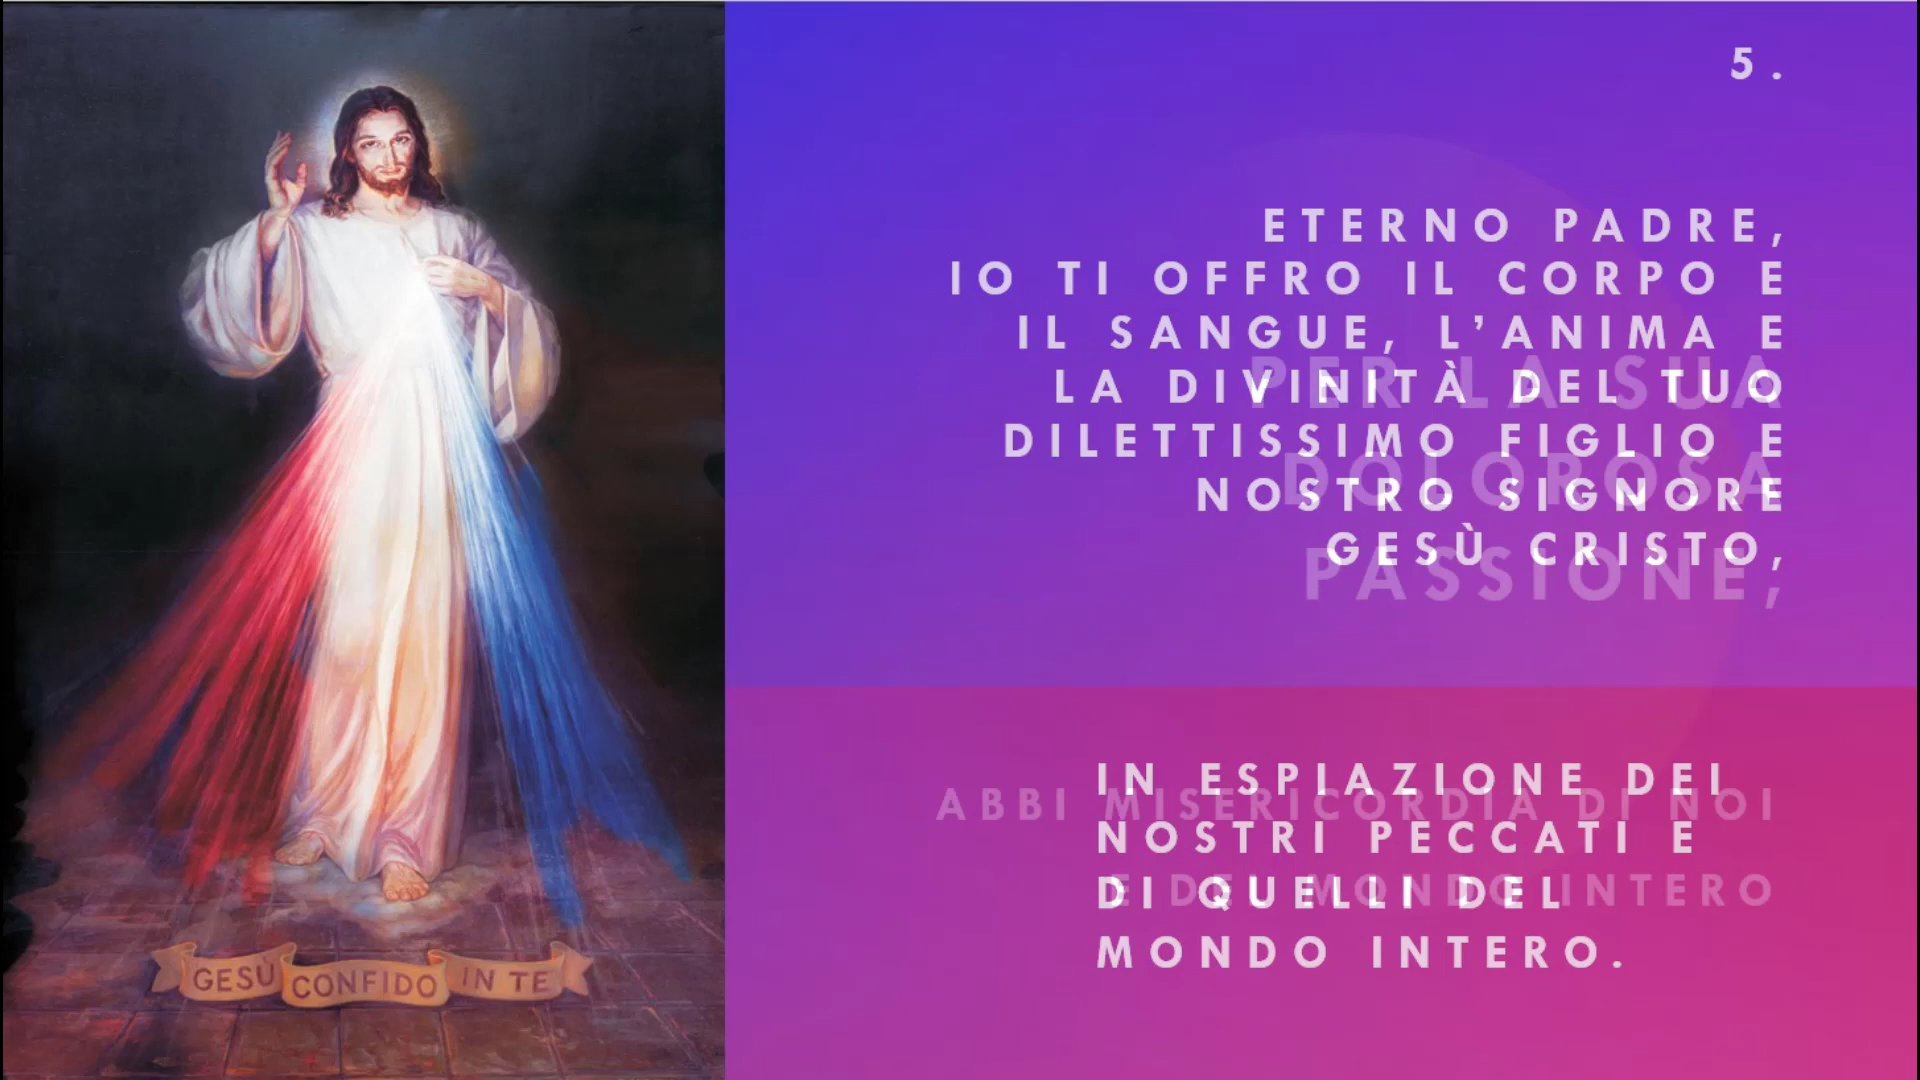 5.
ETERNO PADRE,
IO TI OFFRO IL CORPO E
IL SANGUE, L’ANIMA E
LA DIVINITÀ DEL TUO
DILETTISSIMO FIGLIO E
NOSTRO SIGNORE
GESÙ CRISTO,
PER LA SUA
DOLOROSA
PASSIONE,
IN ESPIAZIONE DEI
NOSTRI PECCATI E
DI QUELLI DEL
MONDO INTERO.
ABBI MISERICORDIA DI NOI
E DEL MONDO INTERO
GESÙ CONFIDO IN TE